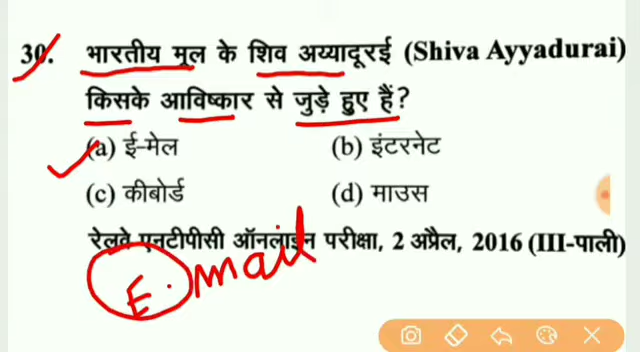 30. भारतीय मूल के शिव अय्यादूरई (Shiva Ayyadurai)
किसके आविष्कार से जुड़े हुए हैं?
(a) ई-मेल (b) इंटरनेट
(c) कीबोर्ड (d) माउस
रेलवे एनटीपीसी ऑनलाइन परीक्षा, 2 अप्रैल, 2016 (III-पाली)
E. mail